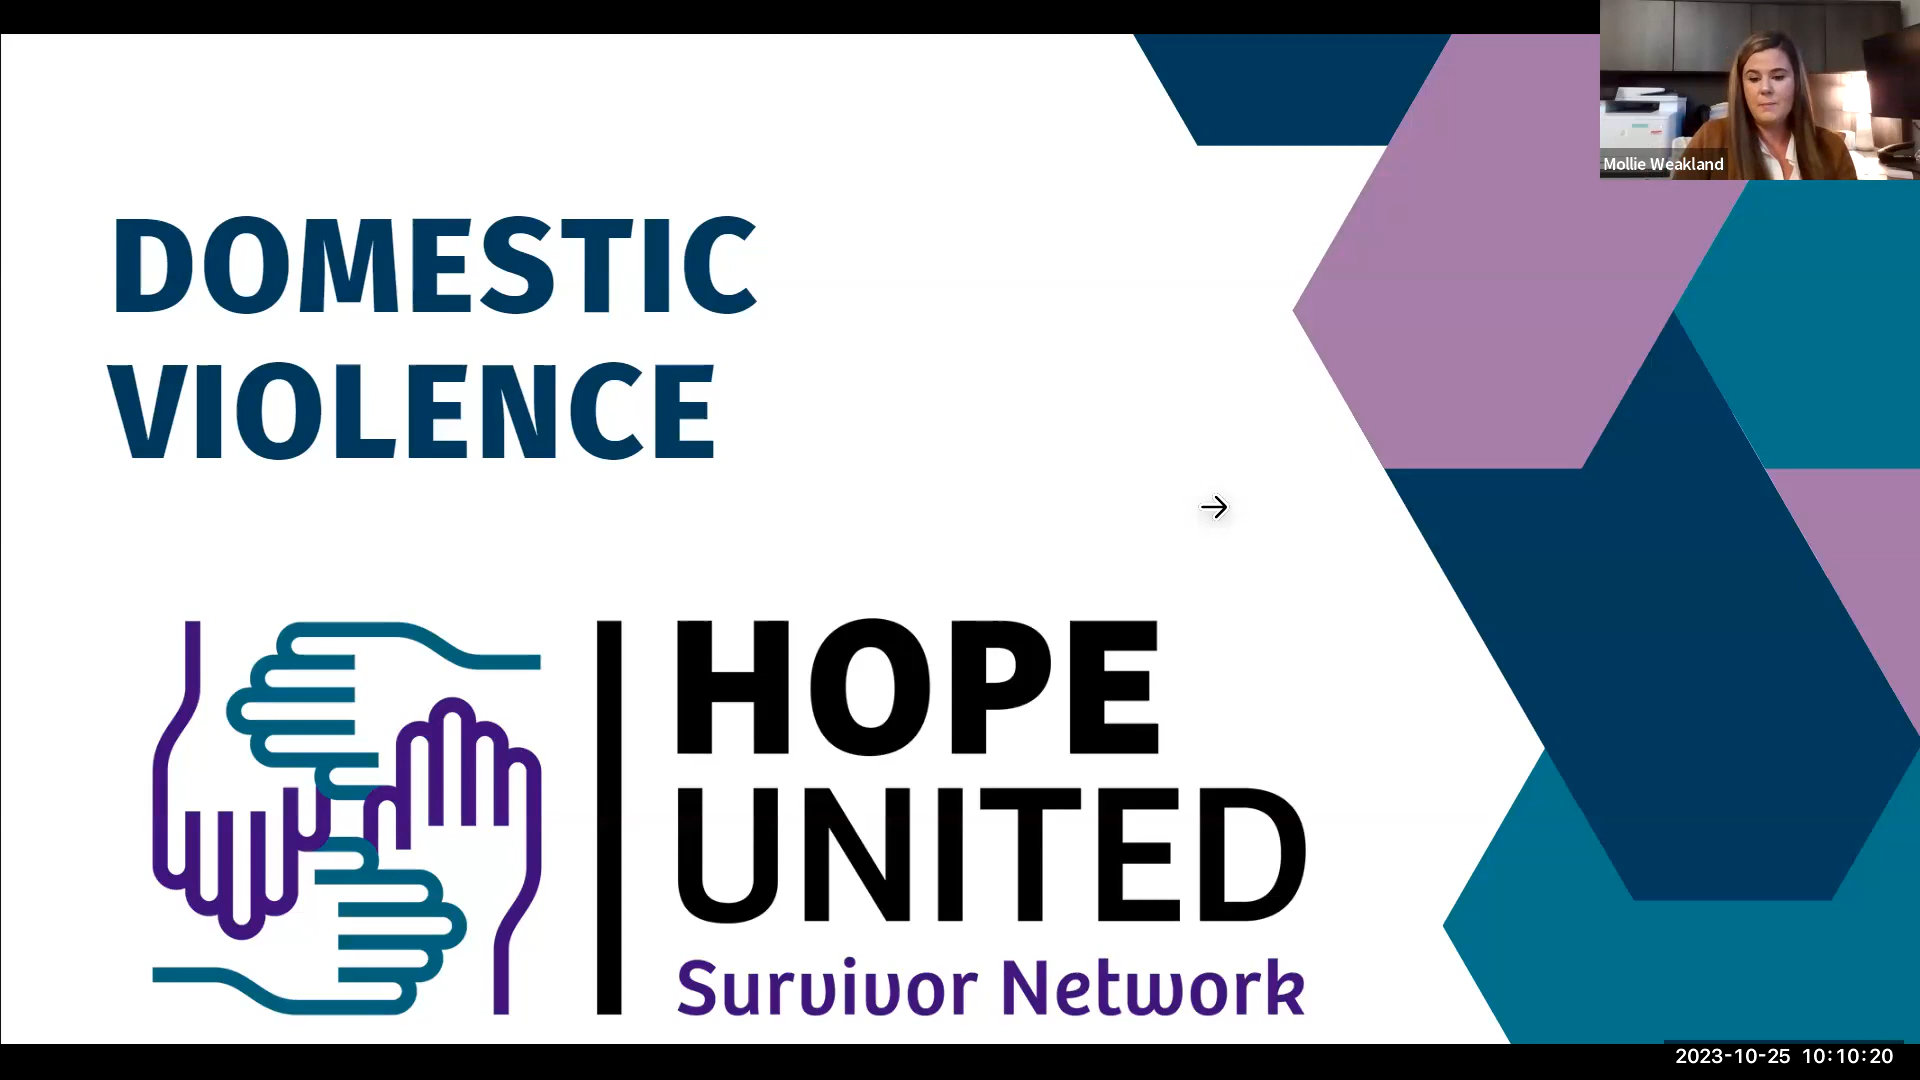 DOMESTIC
VIOLENCE
HOPE
UNITED
Survivor Network
Mollie Weakland
2023-10-25 10:10:20